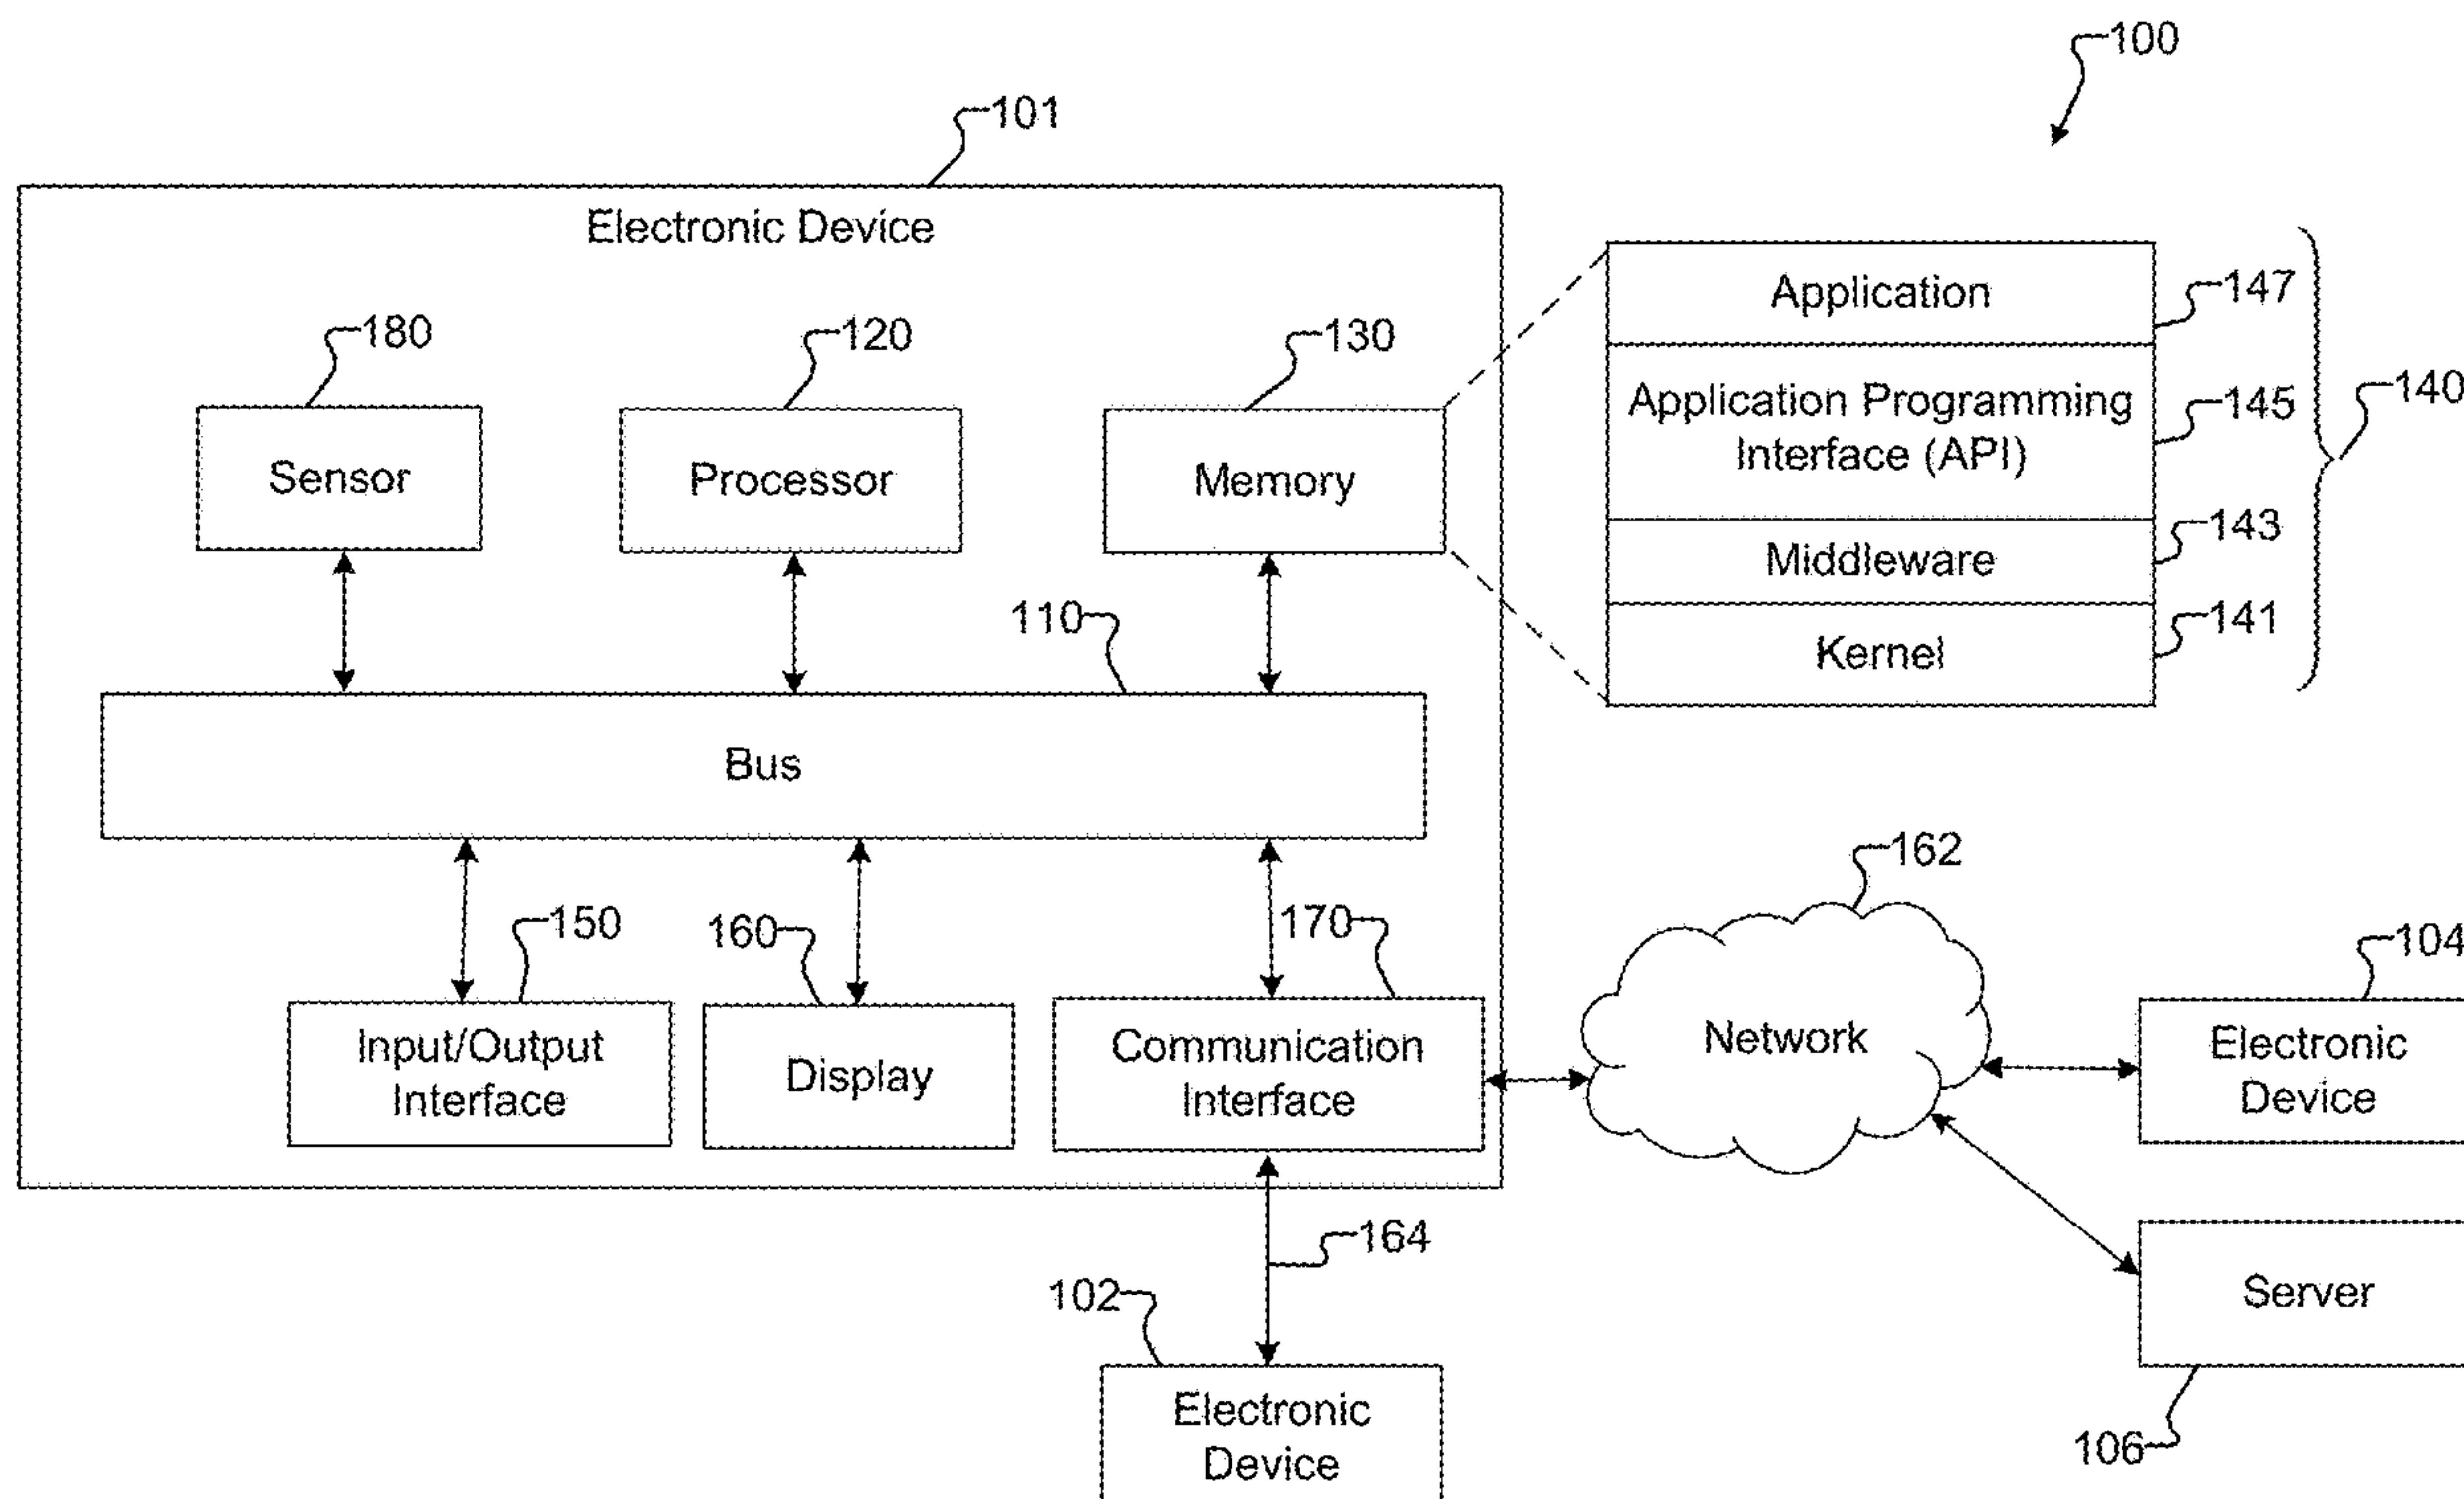 100
101
Electronic Device
180
120
130
Sensor
Processor
Memory
Application
147
Application Programming
Interface (API)
145
140
Middleware
143
Kernel
141
110
Bus
150
160
170
Input/Output
Interface
Display
Communication
Interface
162
Network
104
Electronic
Device
164
102
Electronic
Device
Server
106